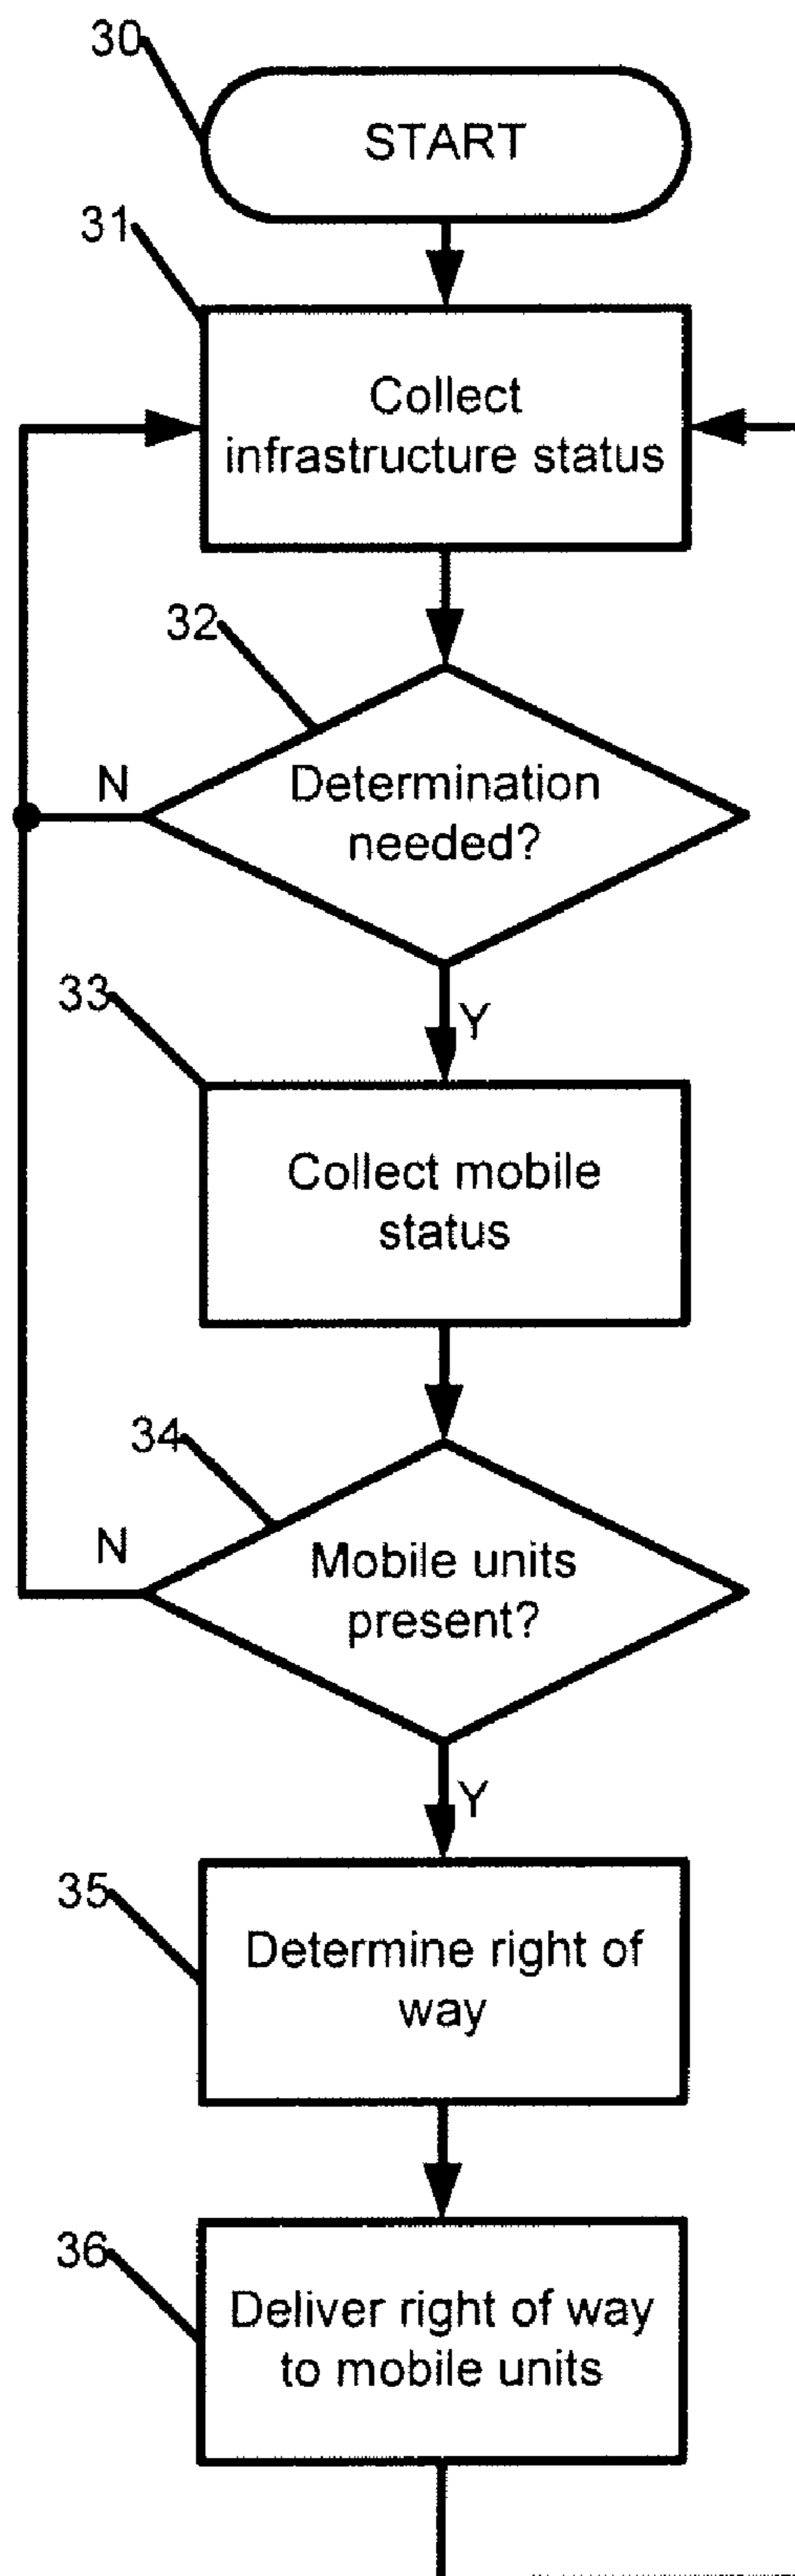 30
START
31
Collect
infrastructure status
32
N
Determination
needed?
33
Y
Collect mobile
status
34
N
Mobile units
present?
Y
35
Determine right of
way
36
Deliver right of way
to mobile units